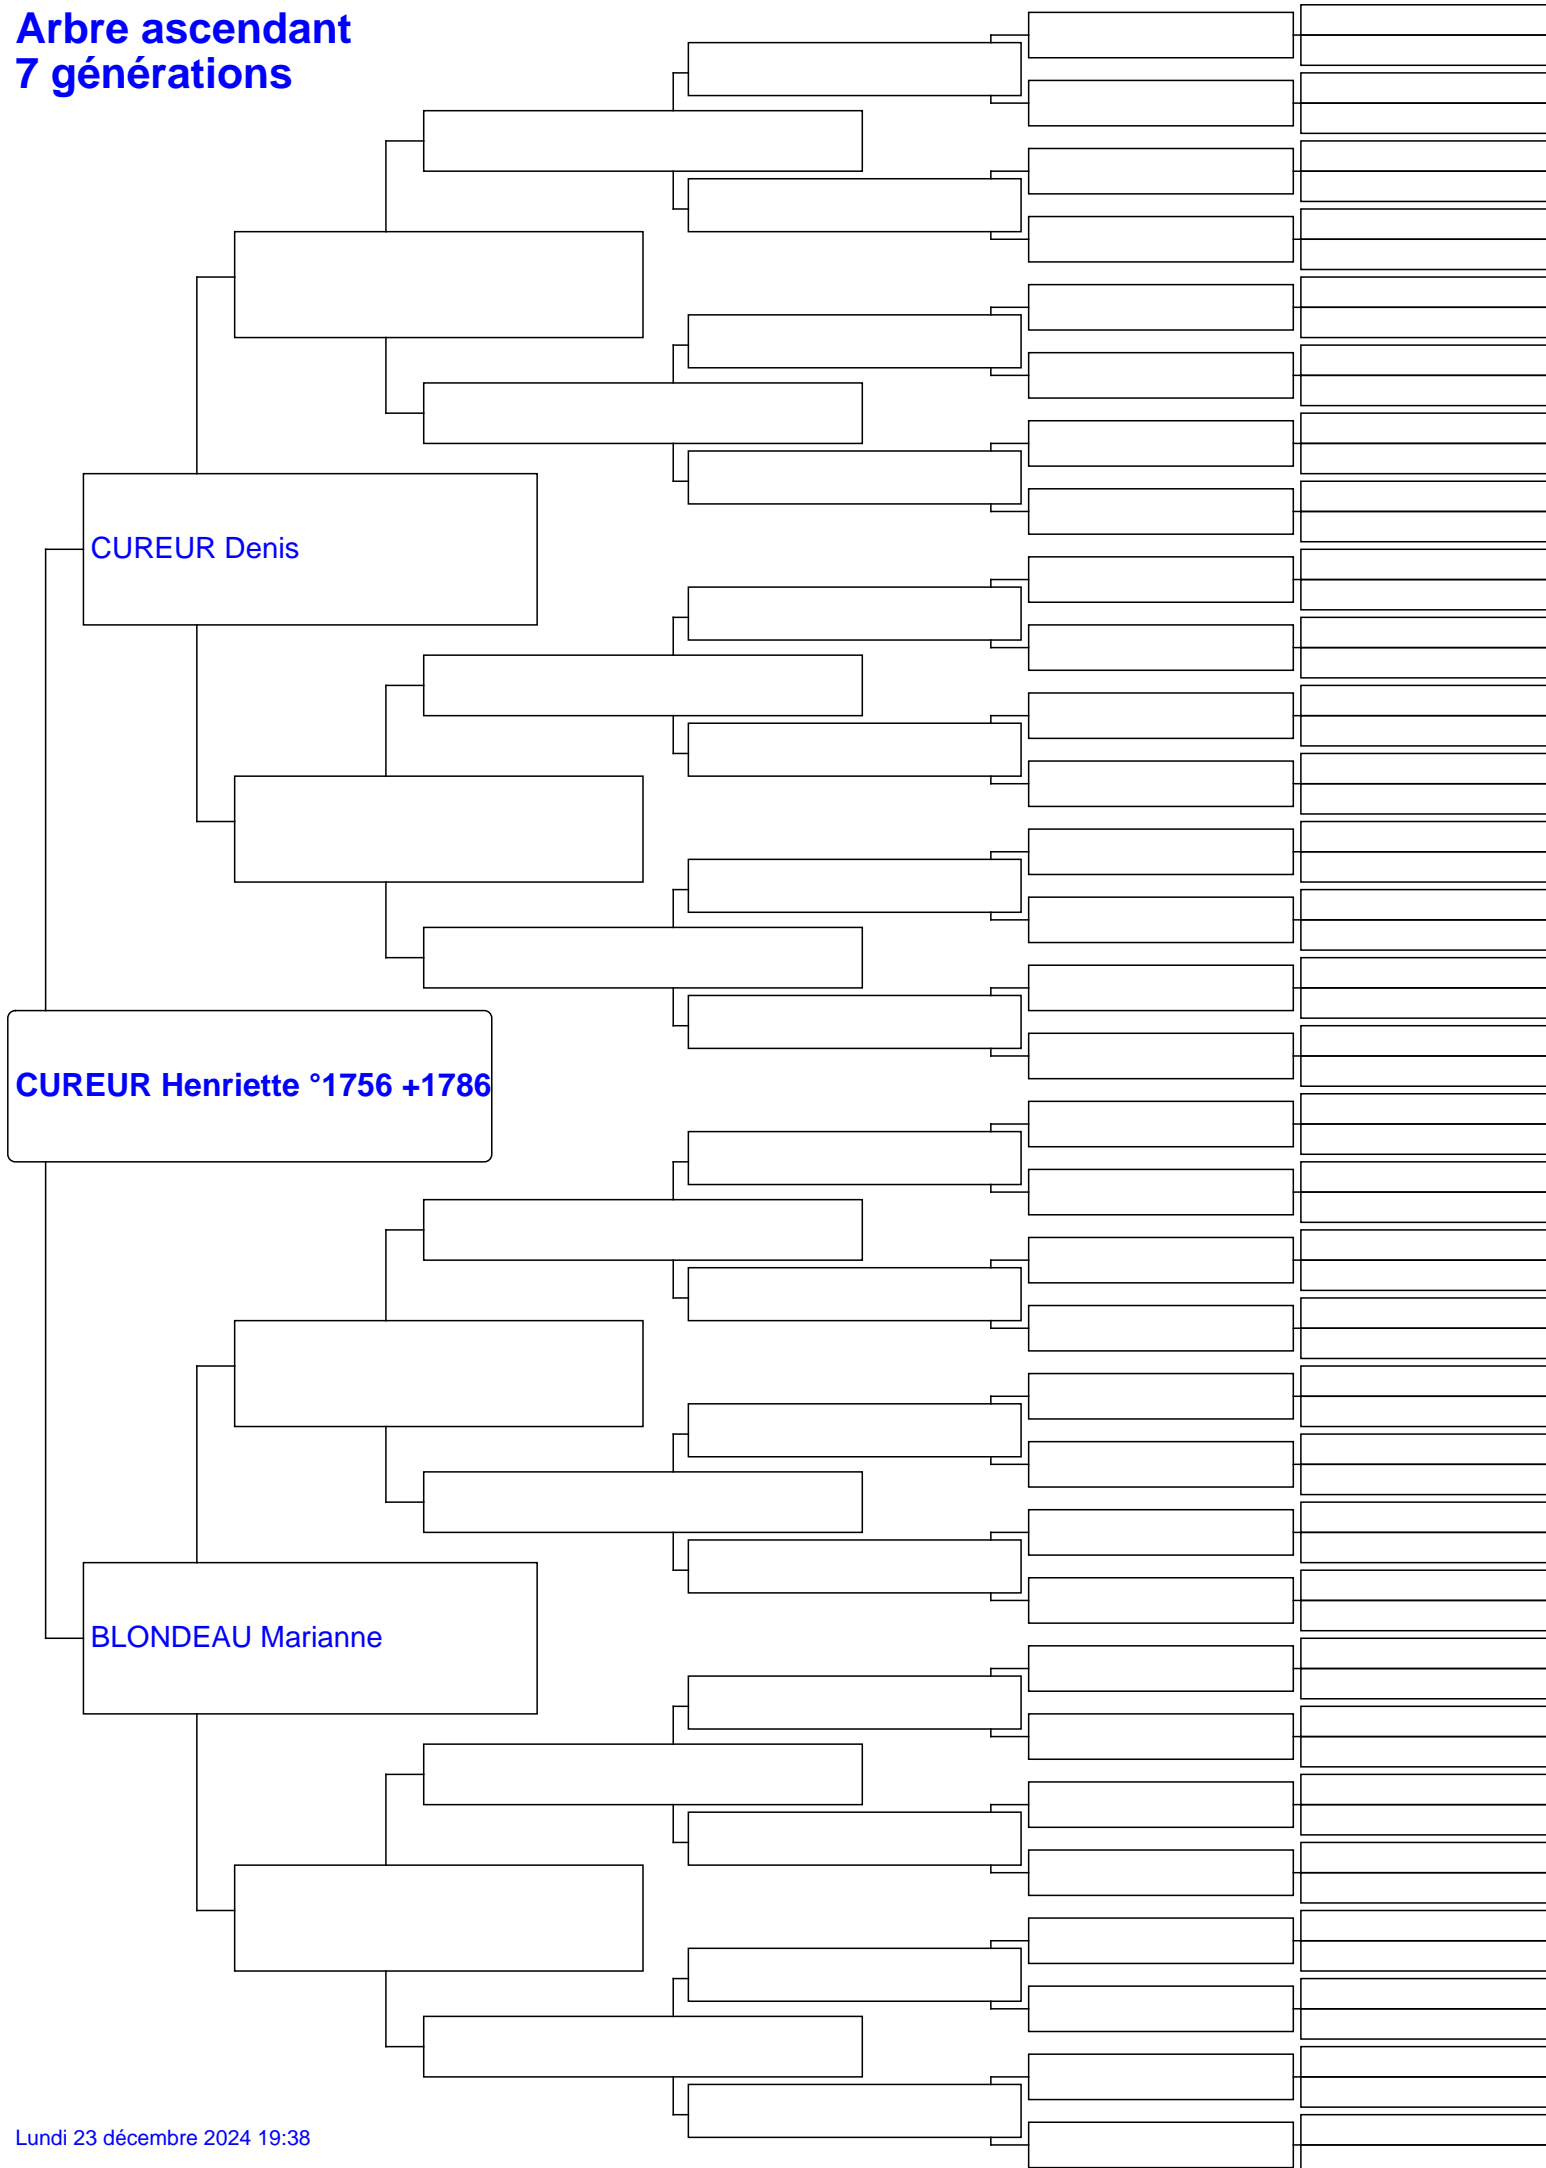 Arbre ascendant
7 générations
CUREUR Denis
CUREUR Henriette °1756 +1786
BLONDEAU Marianne
Lundi 23 décembre 2024 19:38